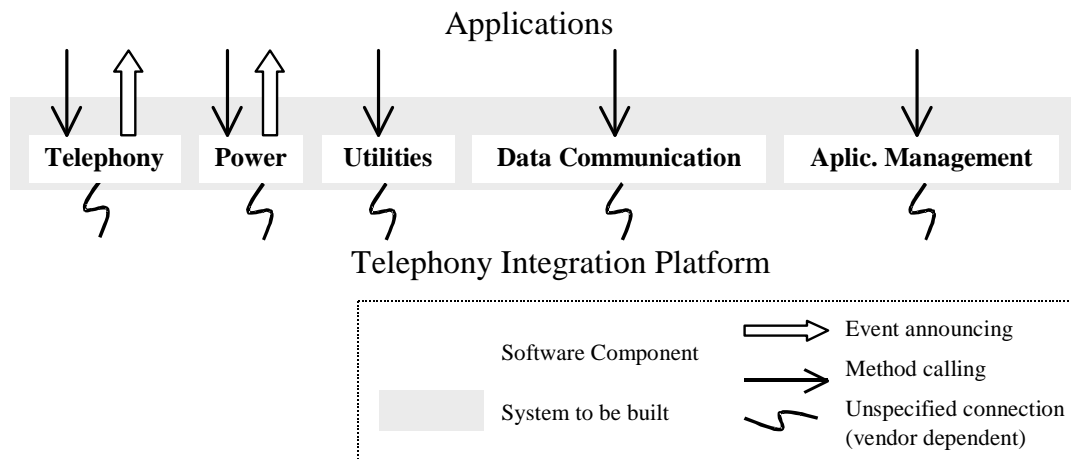 Applications
Telephony
Power
Utilities
Data Communication
Aplic. Management
Telephony Integration Platform
Software Component
System to be built
Event announcing
Method calling
Unspecified connection
(vendor dependent)